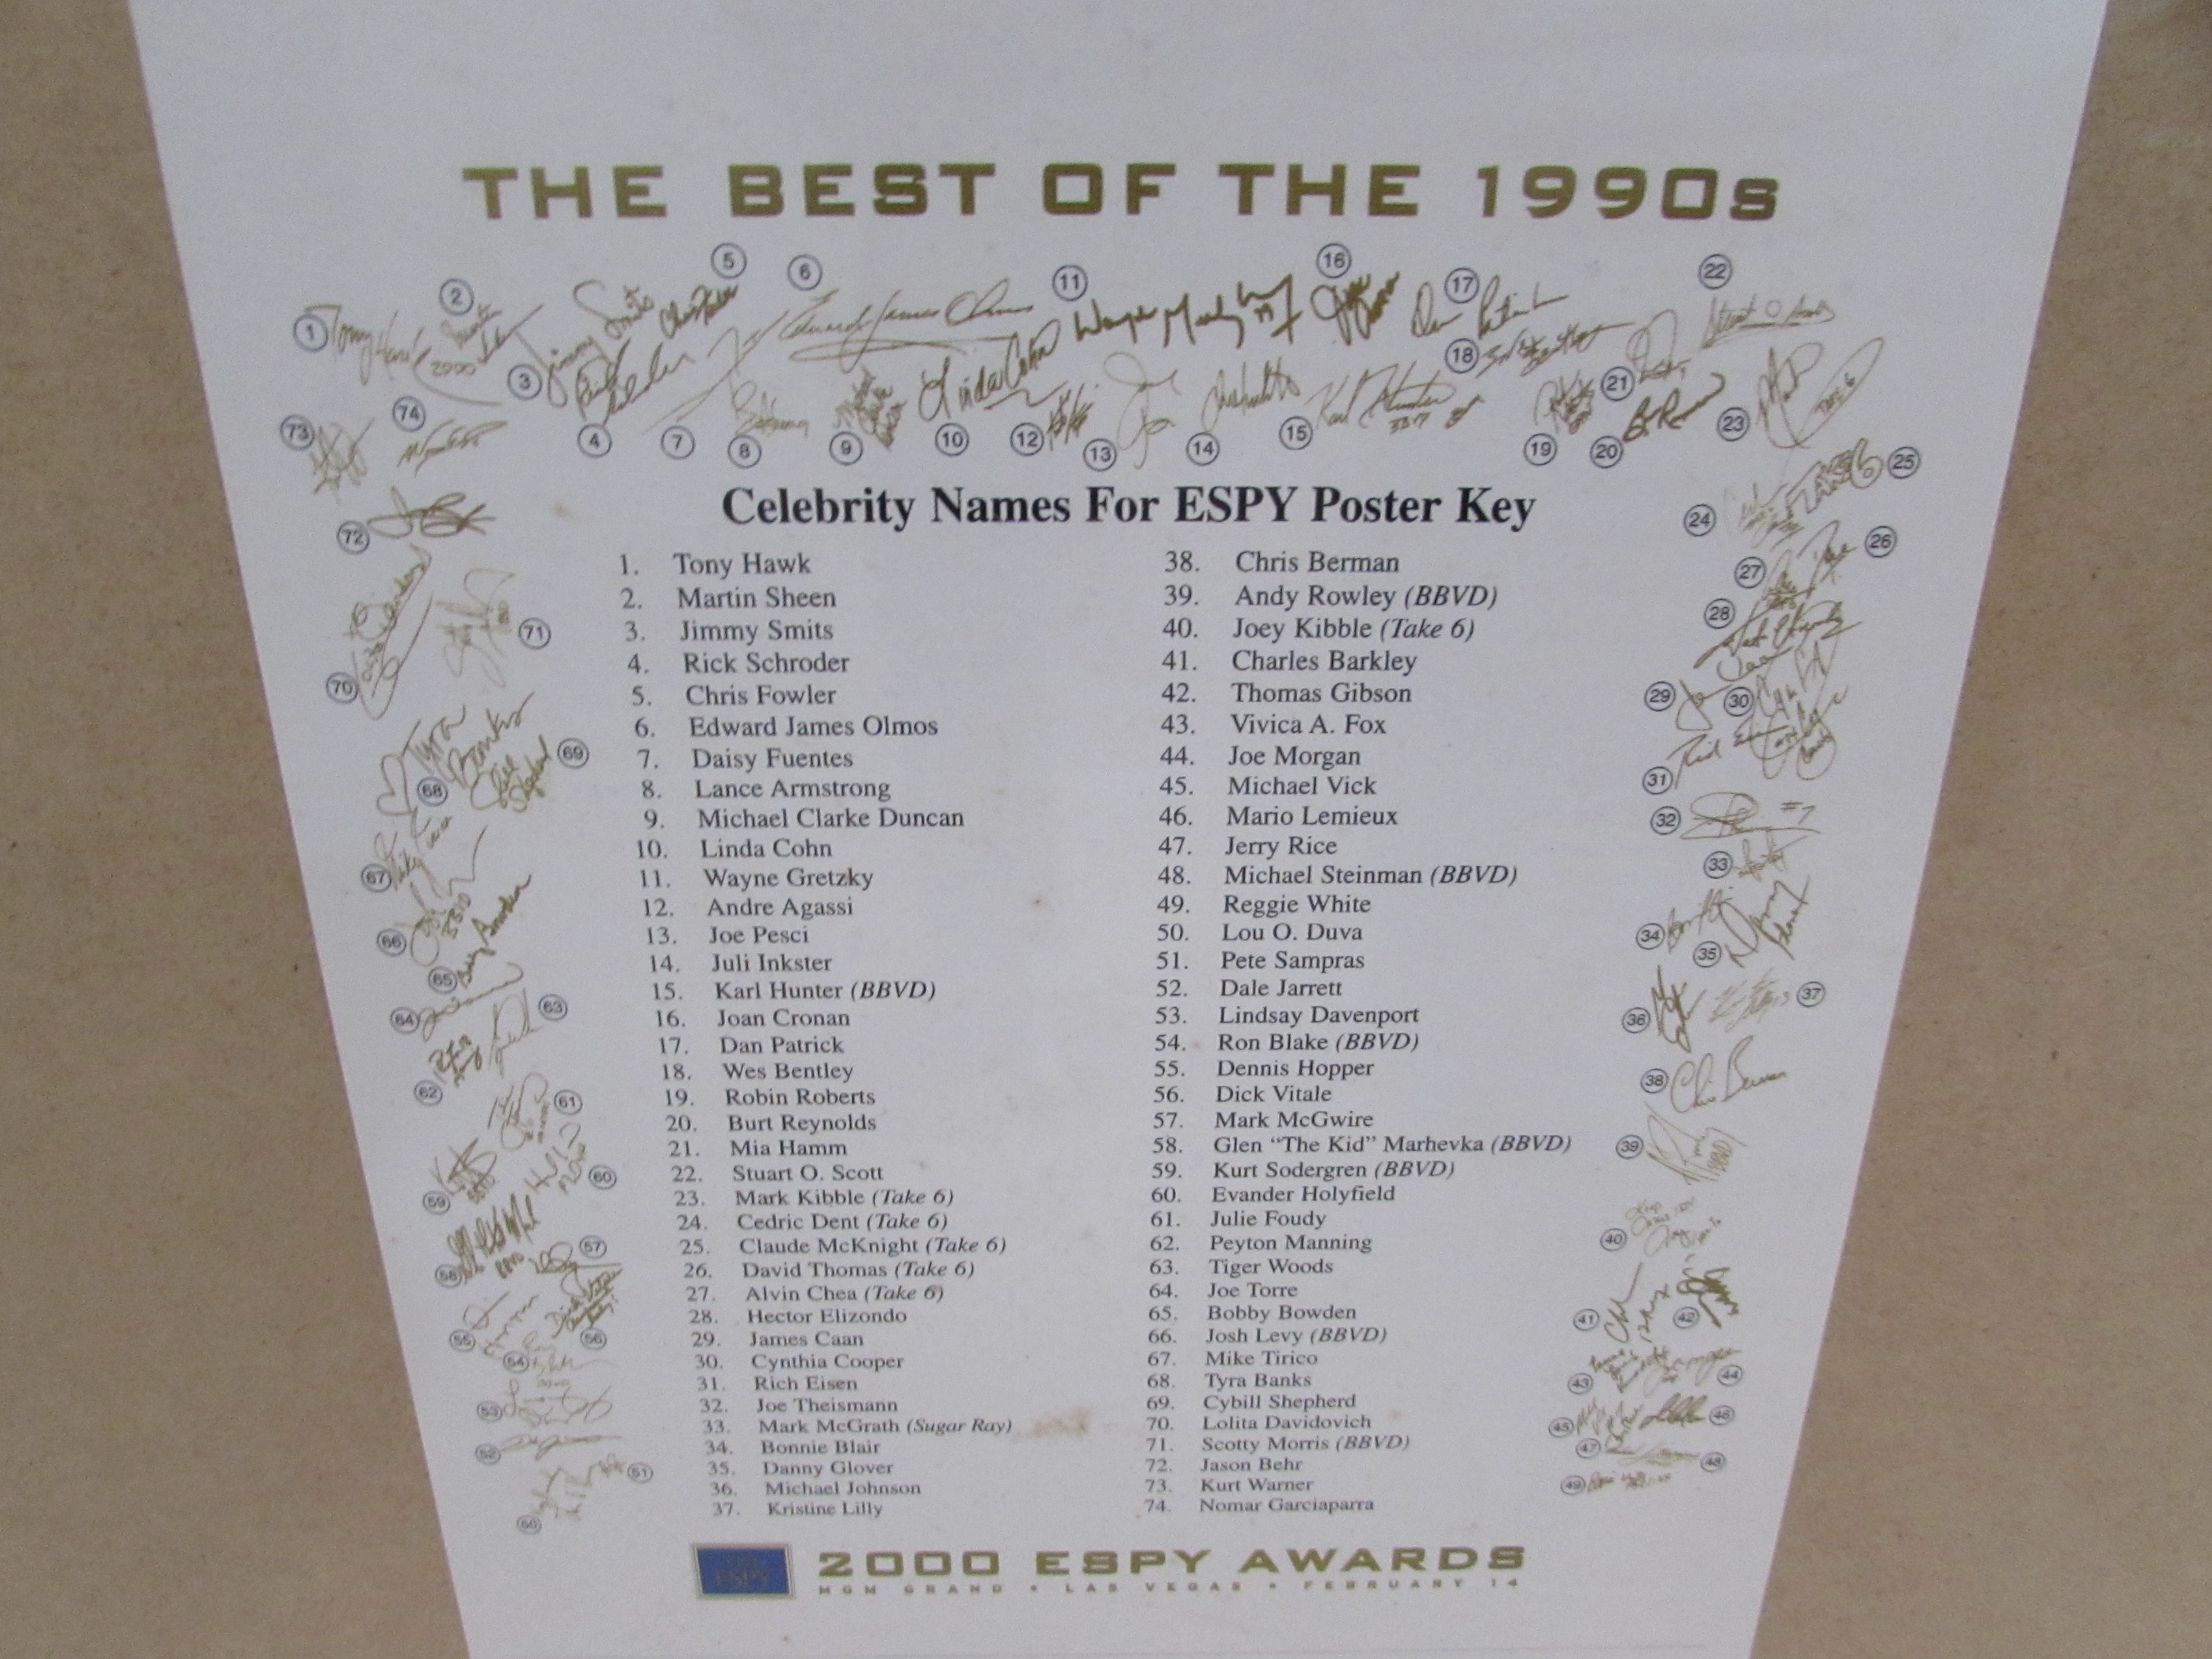 THE BEST OF THE 1990s
Celebrity Names For ESPY Poster Key
1. Tony Hawk
2. Martin Sheen
3. Jimmy Smits
4. Rick Schroder
5. Chris Fowler
6. Edward James Olmos
7. Daisy Fuentes
8. Lance Armstrong
9. Michael Clarke Duncan
10. Linda Cohn
11. Wayne Gretzky
12. Andre Agassi
13. Joe Pesci
14. Juli Inkster
15. Karl Hunter (BBVD)
16. Joan Cronan
17. Dan Patrick
18. Wes Bentley
19. Robin Roberts
20. Burt Reynolds
21. Mia Hamm
22. Stuart O. Scott
23. Mark Kibble (Take 6)
24. Cedric Dent (Take 6)
25. Claude McKnight (Take 6)
26. David Thomas (Take 6)
27. Alvin Chea (Take 6)
28. Hector Elizondo
29. James Caan
30. Cynthia Cooper
31. Rich Eisen
32. Joe Theismann
33. Mark McGrath (Sugar Ray)
34. Bonnie Blair
35. Danny Glover
36. Michael Johnson
37. Kristine Lilly
38. Chris Berman
39. Andy Rowley (BBVD)
40. Joey Kibble (Take 6)
41. Charles Barkley
42. Thomas Gibson
43. Vivica A. Fox
44. Joe Morgan
45. Michael Vick
46. Mario Lemieux
47. Jerry Rice
48. Michael Steinman (BBVD)
49. Reggie White
50. Lou O. Duva
51. Pete Sampras
52. Dale Jarrett
53. Lindsay Davenport
54. Ron Blake (BBVD)
55. Dennis Hopper
56. Dick Vitale
57. Mark McGwire
58. Glen “The Kid” Marhevka (BBVD)
59. Kurt Sodergren (BBVD)
60. Evander Holyfield
61. Julie Foudy
62. Peyton Manning
63. Tiger Woods
64. Joe Torre
65. Bobby Bowden
66. Josh Levy (BBVD)
67. Mike Tirico
68. Tyra Banks
69. Cybill Shepherd
70. Lolita Davidovich
71. Scotty Morris (BBVD)
72. Jason Behr
73. Kurt Warner
74. Nomar Garciaparra
ESPY
2000 ESPY AWARDS
MGM GRAND • LAS VEGAS • FEBRUARY 14